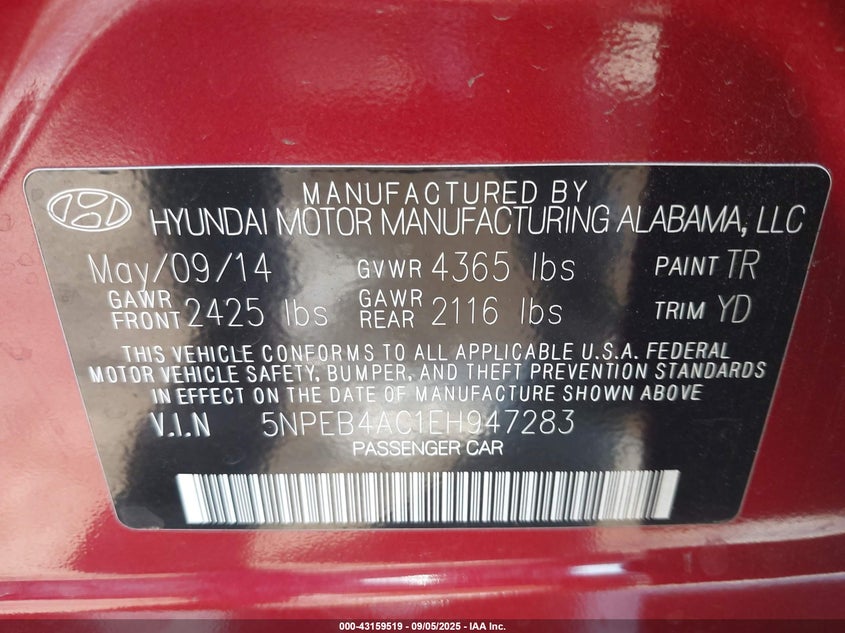 MANUFACTURED BY
HYUNDAI MOTOR MANUFACTURING ALABAMA, LLC
May/09/14 GVWR 4365 lbs PAINT TR
GAWR FRONT 2425 lbs GAWR REAR 2116 lbs TRIM YD
THIS VEHICLE CONFORMS TO ALL APPLICABLE U.S.A. FEDERAL
MOTOR VEHICLE SAFETY, BUMPER, AND THEFT PREVENTION STANDARDS
IN EFFECT ON THE DATE OF MANUFACTURE SHOWN ABOVE
V.I.N 5NPEB4AC1EH947283
PASSENGER CAR
000-43159519 - 09/05/2025 - IAA Inc.